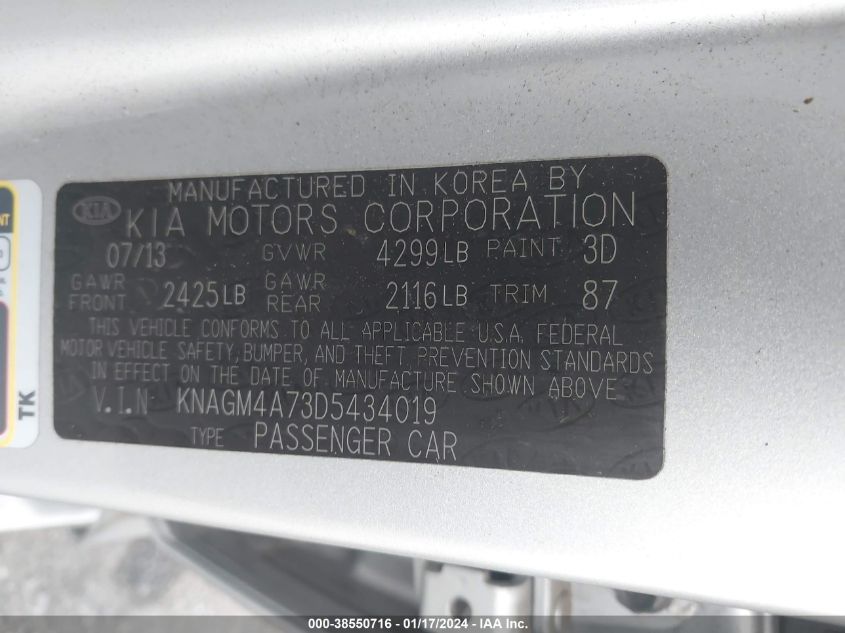 MANUFACTURED IN KOREA BY
KIA
KIA MOTORS CORPORATION
07/13 GVWR 4299LB PAINT 3D
GAWR FRONT 2425LB GAWR REAR 2116LB TRIM 87
THIS VEHICLE CONFORMS TO ALL APPLICABLE U.S.A. FEDERAL
MOTOR VEHICLE SAFETY, BUMPER, AND THEFT PREVENTION STANDARDS
IN EFFECT ON THE DATE OF MANUFACTURE SHOWN ABOVE
V.I.N KNAGM4A73D5434019
TYPE PASSENGER CAR
NT
TK
000-38550716 - 01/17/2024 - IAA Inc.